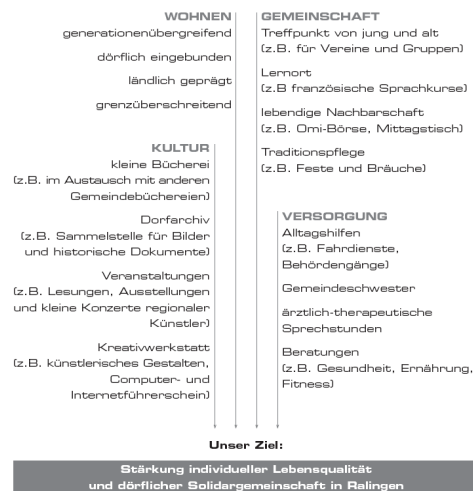 WOHNEN
generationenübergreifend
dörflich eingebunden
ländlich geprägt
grenzüberschreitend
KULTUR
kleine Bücherei
(z.B. im Austausch mit anderen
Gemeindebüchereien)
Dorfarchiv
(z.B. Sammelstelle für Bilder
und historische Dokumente)
Veranstaltungen
(z.B. Lesungen, Ausstellungen
und kleine Konzerte regionaler
Künstler)
Kreativwerkstatt
(z.B. künstlerisches Gestalten,
Computer- und
Internetführerschein)
GEMEINSCHAFT
Treffpunkt von jung und alt
(z.B. für Vereine und Gruppen)
Lernort
(z.B französische Sprachkurse)
lebendige Nachbarschaft
(z.B. Omi-Börse, Mittagstisch)
Traditionspflege
(z.B. Feste und Bräuche)
VERSORGUNG
Alltagshilfen
(z.B. Fahrdienste,
Behördengänge)
Gemeindeschwester
ärztlich-therapeutische
Sprechstunden
Beratungen
(z.B. Gesundheit, Ernährung,
Fitness)
Unser Ziel:
Stärkung individueller Lebensqualität
und dörflicher Solidargemeinschaft in Ralingen